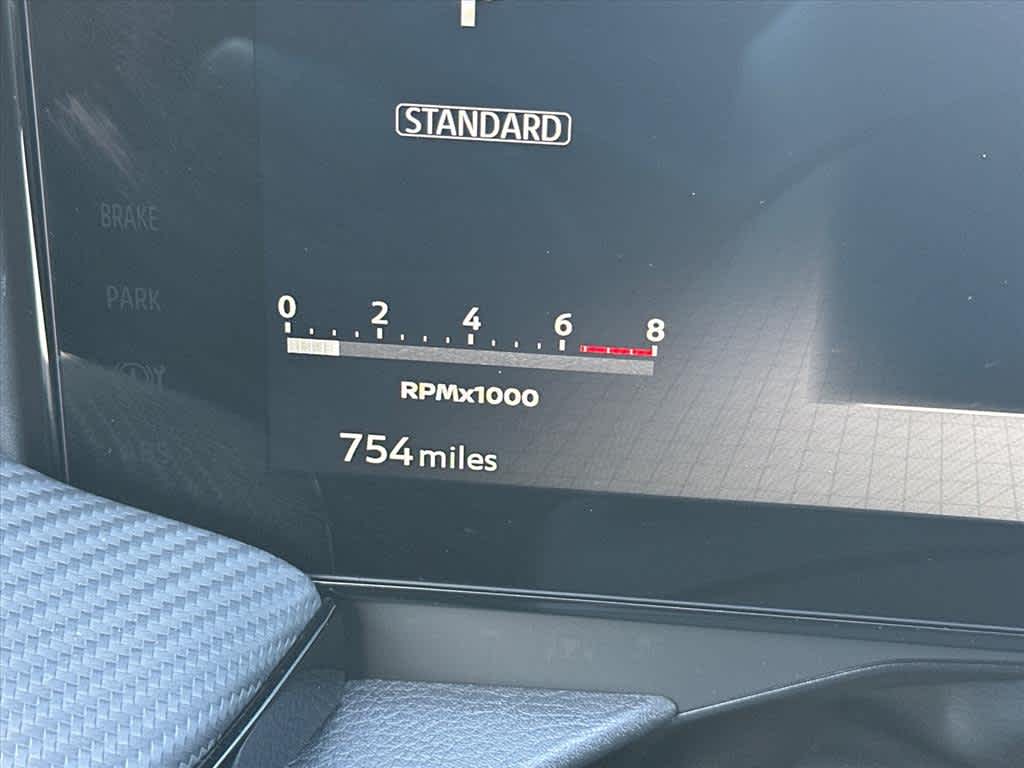 STANDARD
BRAKE
PARK
0 2 4 6 8
RPMx1000
754 miles